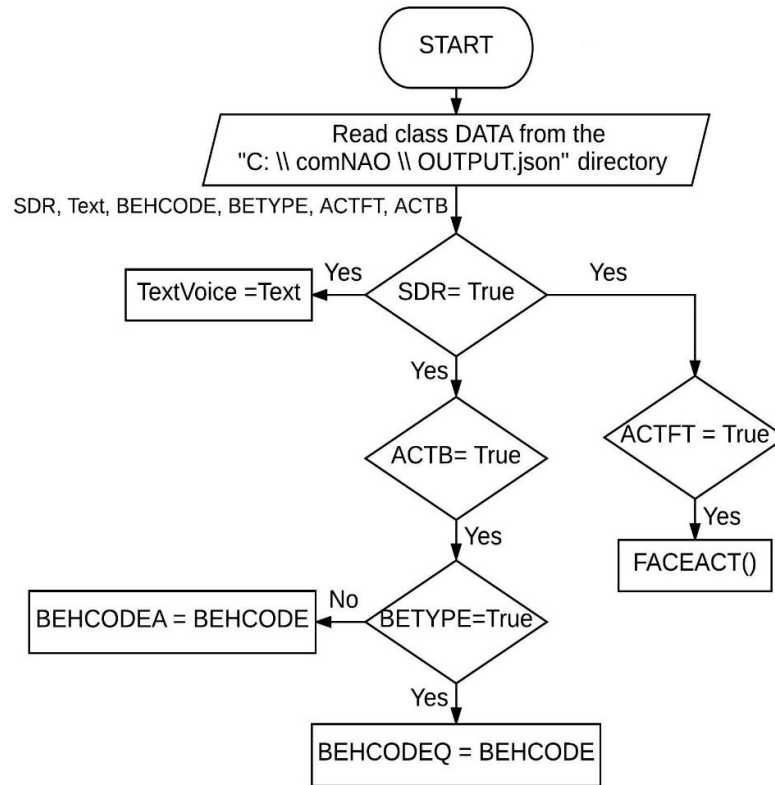 START
Read class DATA from the
"C: \\ comNAO \\ OUTPUT.json" directory
SDR, Text, BEHCODE, BETYPE, ACTFT, ACTB
Yes
TextVoice =Text
SDR= True
Yes
Yes
ACTB= True
ACTFT = True
Yes
Yes
FACEACT()
BEHCODEA = BEHCODE
No
BETYPE=True
Yes
BEHCODEQ = BEHCODE